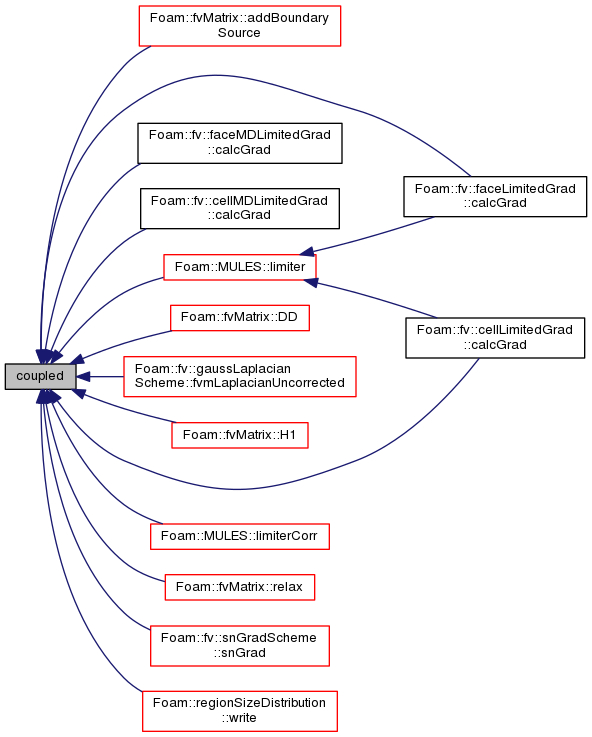 Foam::fvMatrix::addBoundary
Source
Foam::fv::faceMDLimitedGrad
::calcGrad
Foam::fv::faceLimitedGrad
::calcGrad
Foam::fv::cellMDLimitedGrad
::calcGrad
Foam::MULES::limiter
Foam::fvMatrix::DD
Foam::fv::cellLimitedGrad
::calcGrad
coupled
Foam::fv::gaussLaplacian
Scheme::fvmLaplacianUncorrected
Foam::fvMatrix::H1
Foam::MULES::limiterCorr
Foam::fvMatrix::relax
Foam::fv::snGradScheme
::snGrad
Foam::regionSizeDistribution
::write